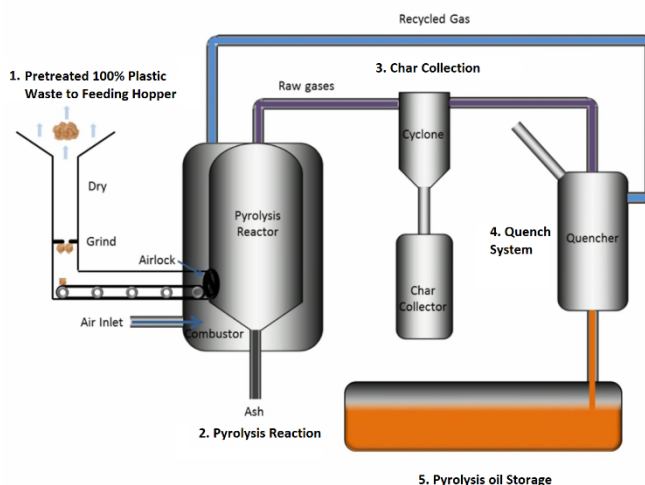 Recycled Gas
1. Pretreated 100% Plastic
Waste to Feeding Hopper
3. Char Collection
Raw gases
Cyclone
Dry
Pyrolysis
Reactor
4. Quench
System
Quencher
Grind
Airlock
Char
Collector
Air Inlet
Combustor
Ash
2. Pyrolysis Reaction
5. Pyrolysis oil Storage